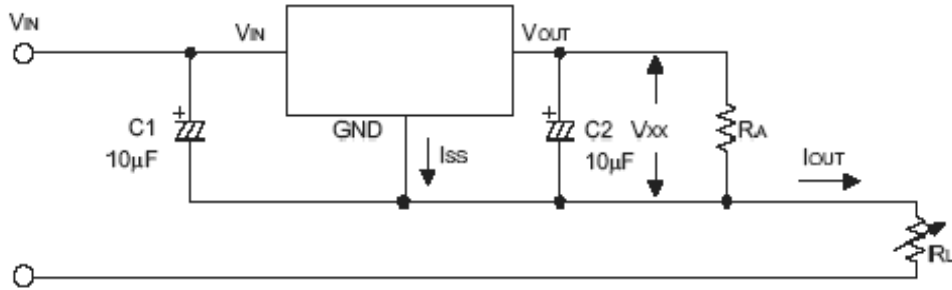 VIN
VIN
VOUT
C1
10µF
GND
ISS
C2
10µF
VXX
RA
IOUT
RL